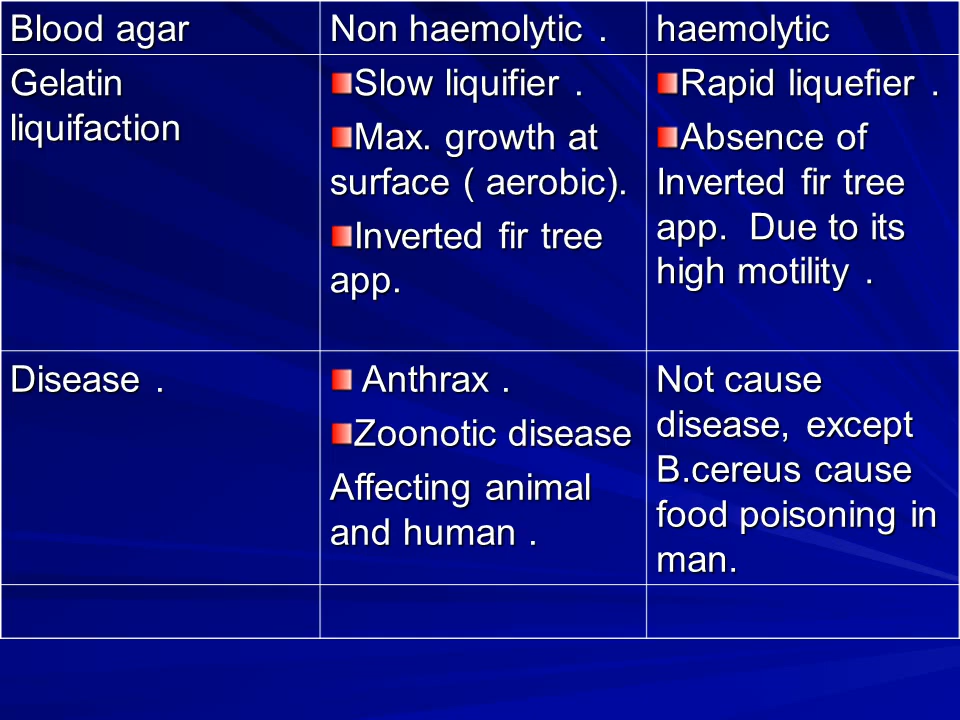 Blood agar
Non haemolytic .
haemolytic
Gelatin
liquifaction
Slow liquifier .
Max. growth at
surface ( aerobic).
Inverted fir tree
app.
Rapid liquefier .
Absence of
Inverted fir tree
app. Due to its
high motility .
Disease .
Anthrax .
Zoonotic disease
Affecting animal
and human .
Not cause
disease, except
B.cereus cause
food poisoning in
man.